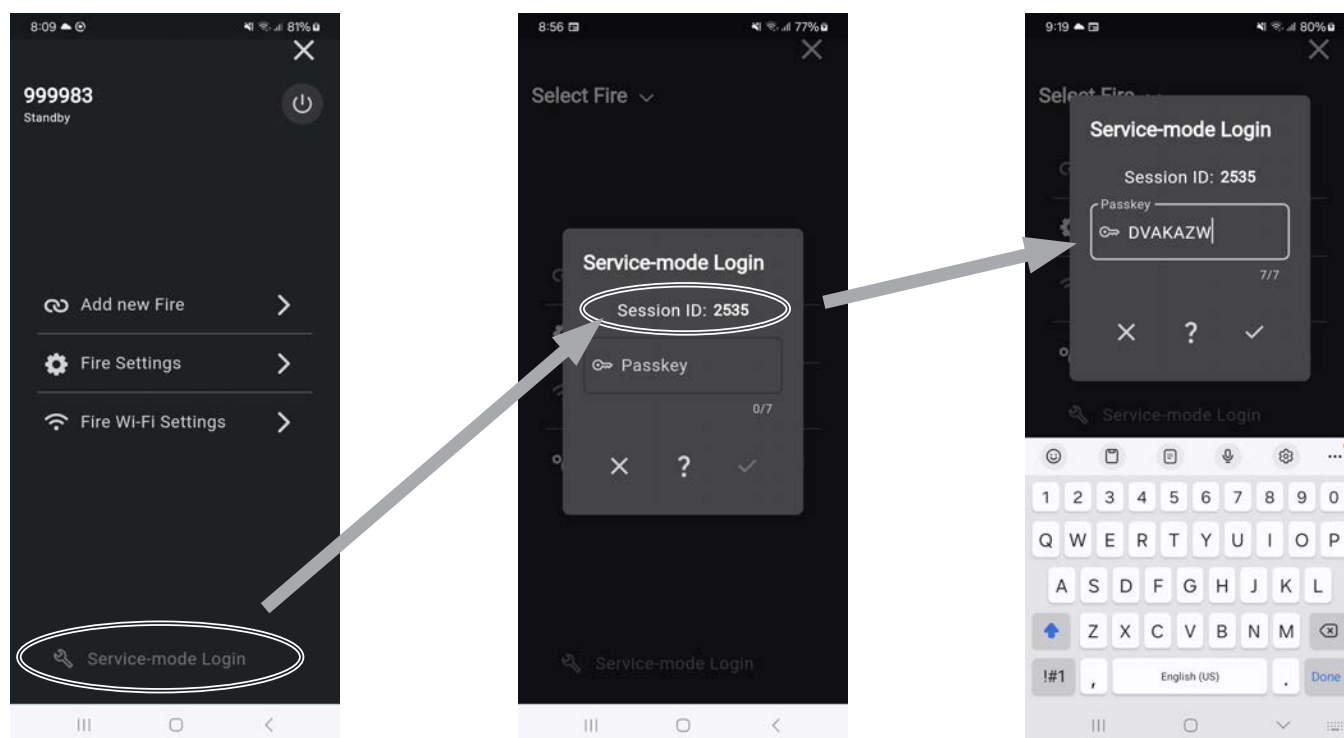 8:09
81%
999983
Standby
Add new Fire
Fire Settings
Fire Wi-Fi Settings
Service-mode Login
8:56
77%
Select Fire
Service-mode Login
Session ID: 2535
Passkey
0/7
?
Service-mode Login
9:19
80%
Select Fire
Service-mode Login
Session ID: 2535
Passkey
DVAKAZW
7/7
?
Service-mode Login
1 2 3 4 5 6 7 8 9 0
Q W E R T Y U I O P
A S D F G H J K L
Z X C V B N M
!#1 , English (US) . Done